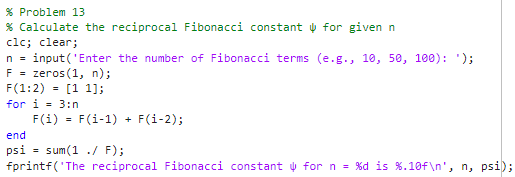 % Problem 13
% Calculate the reciprocal Fibonacci constant ψ for given n
clc; clear;
n = input('Enter the number of Fibonacci terms (e.g., 10, 50, 100): ');
F = zeros(1, n);
F(1:2) = [1 1];
for i = 3:n
    F(i) = F(i-1) + F(i-2);
end
psi = sum(1 ./ F);
fprintf('The reciprocal Fibonacci constant ψ for n = %d is %.10f\n', n, psi);